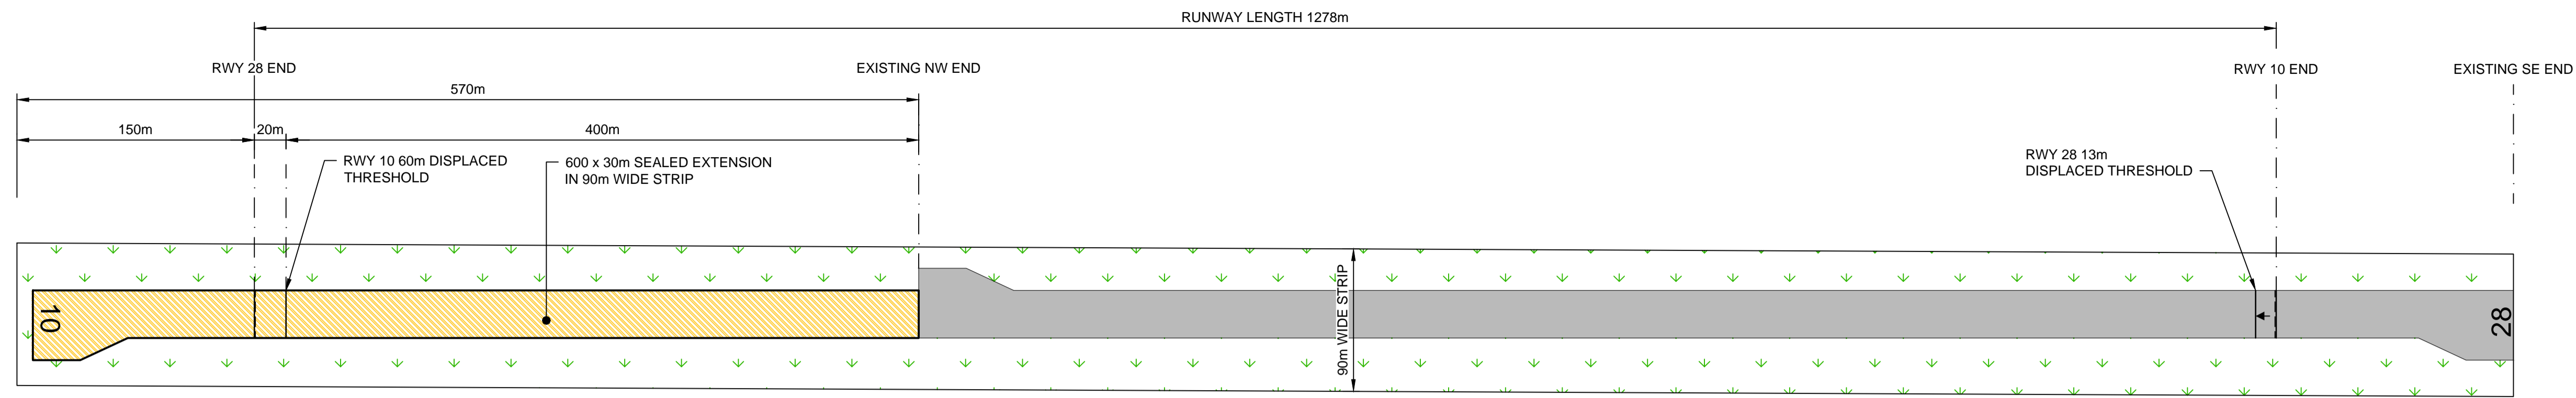 RUNWAY LENGTH 1278m
RWY 28 END
EXISTING NW END
RWY 10 END
EXISTING SE END
570m
150m
20m
400m
RWY 10 60m DISPLACED
THRESHOLD
600 x 30m SEALED EXTENSION
IN 90m WIDE STRIP
RWY 28 13m
DISPLACED THRESHOLD
90m WIDE STRIP
10
28